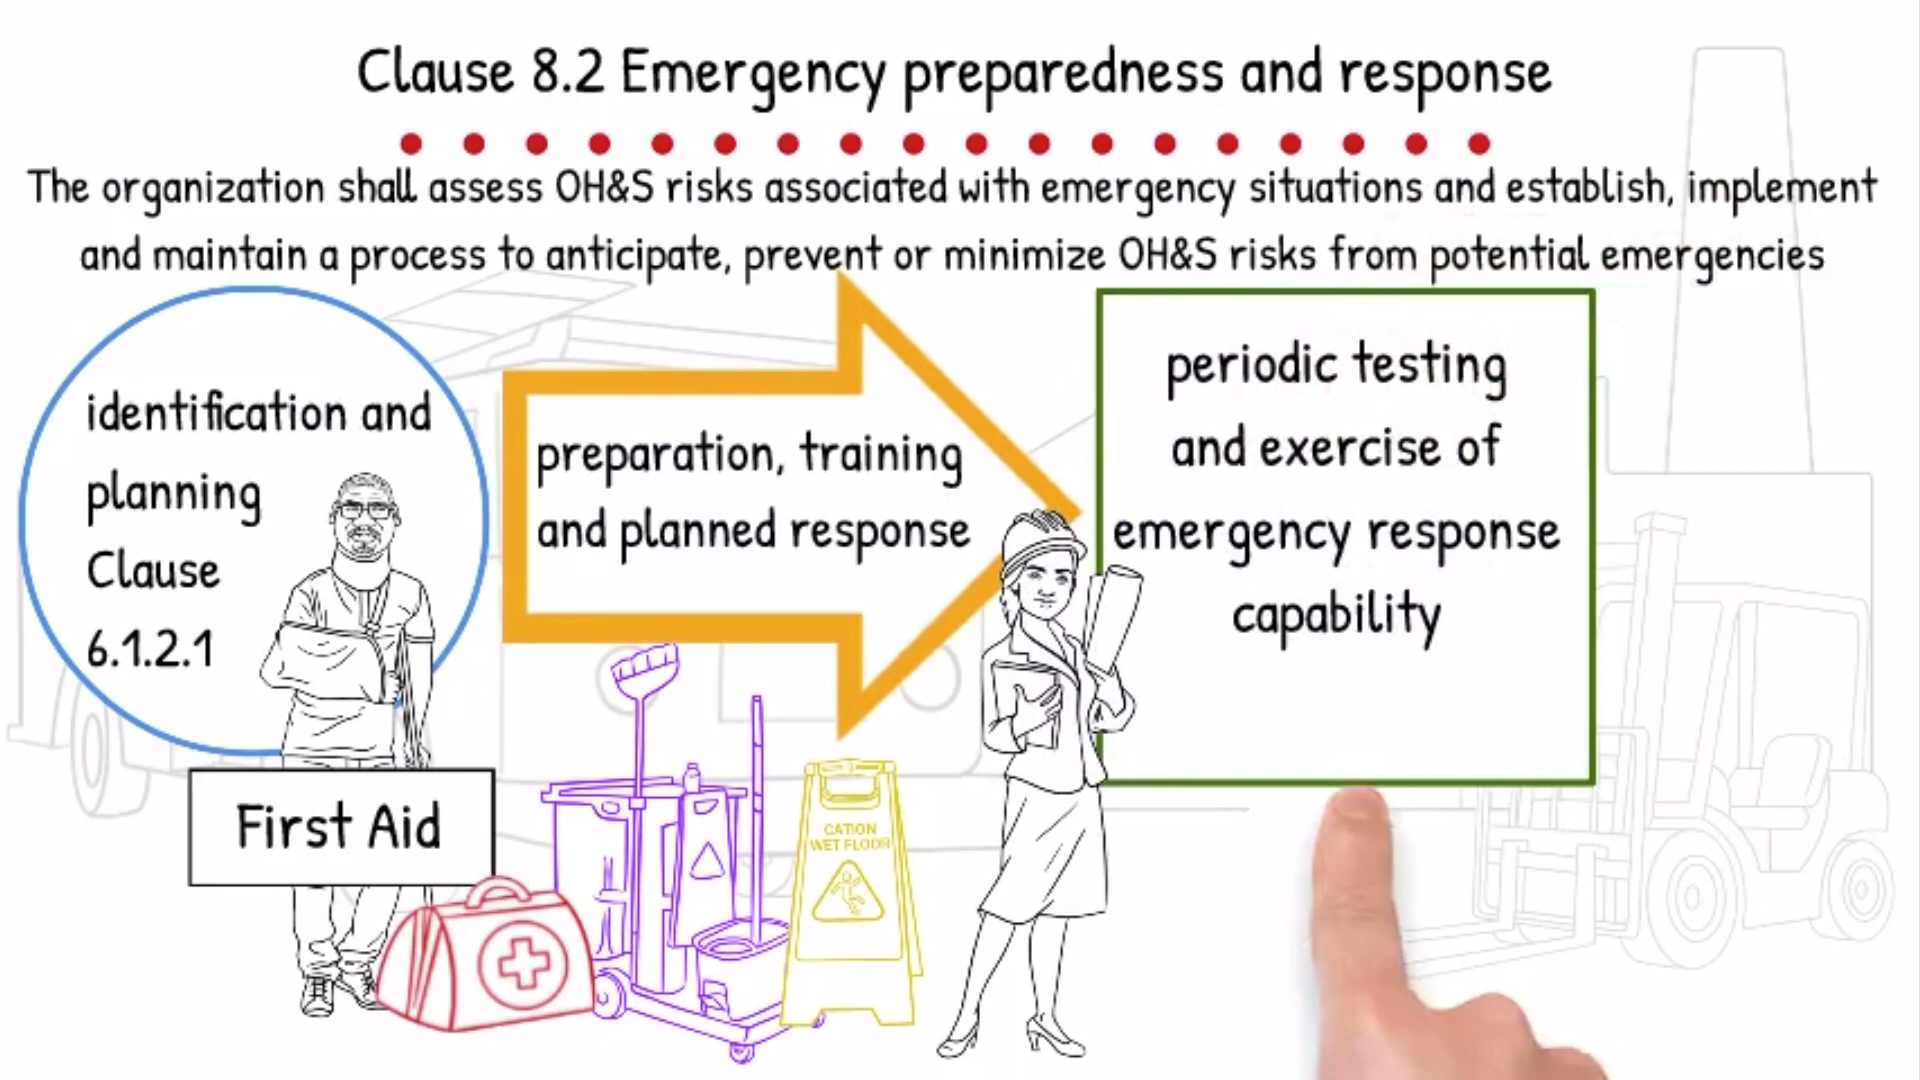 Clause 8.2 Emergency preparedness and response
The organization shall assess OH&S risks associated with emergency situations and establish, implement
and maintain a process to anticipate, prevent or minimize OH&S risks from potential emergencies
identification and
planning
Clause
6.1.2.1
preparation, training
and planned response
periodic testing
and exercise of
emergency response
capability
First Aid
CATION
WET FLOOR